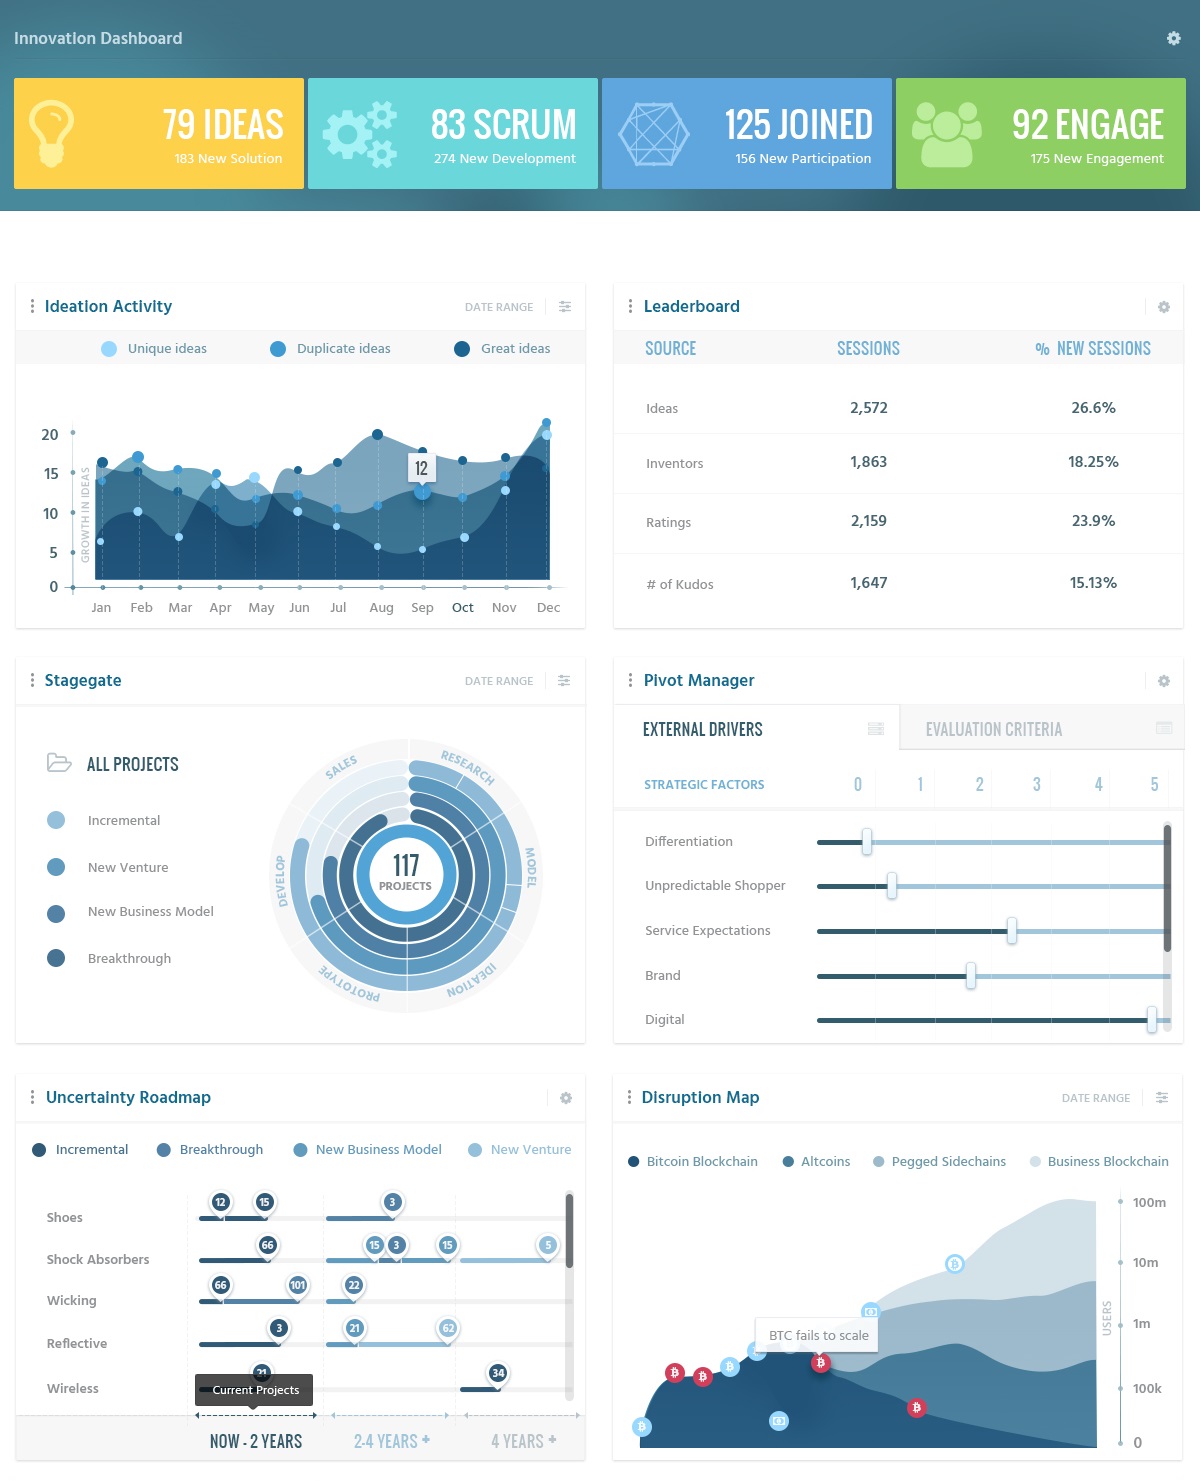 Innovation Dashboard
79 IDEAS
183 New Solution
83 SCRUM
274 New Development
125 JOINED
156 New Participation
92 ENGAGE
175 New Engagement
Ideation Activity
DATE RANGE
Unique ideas
Duplicate ideas
Great ideas
20
15
10
5
0
GROWTH IN IDEAS
12
Jan Feb Mar Apr May Jun Jul Aug Sep Oct Nov Dec
Leaderboard
SOURCE SESSIONS % NEW SESSIONS
Ideas 2,572 26.6%
Inventors 1,863 18.25%
Ratings 2,159 23.9%
# of Kudos 1,647 15.13%
Stagegate
DATE RANGE
ALL PROJECTS
Incremental
New Venture
New Business Model
Breakthrough
SALES
RESEARCH
MODEL
IDEATION
PROTOTYPE
DEVELOP
117
PROJECTS
Pivot Manager
EXTERNAL DRIVERS
EVALUATION CRITERIA
STRATEGIC FACTORS 0 1 2 3 4 5
Differentiation
Unpredictable Shopper
Service Expectations
Brand
Digital
Uncertainty Roadmap
Incremental Breakthrough New Business Model New Venture
Shoes 12 15 3
Shock Absorbers 66 15 3 15 5
Wicking 66 101 22
Reflective 3 21 62
Wireless 21 34
Current Projects
NOW - 2 YEARS
2-4 YEARS +
4 YEARS +
Disruption Map
DATE RANGE
Bitcoin Blockchain Altcoins Pegged Sidechains Business Blockchain
BTC fails to scale
USERS
100m
10m
1m
100k
0